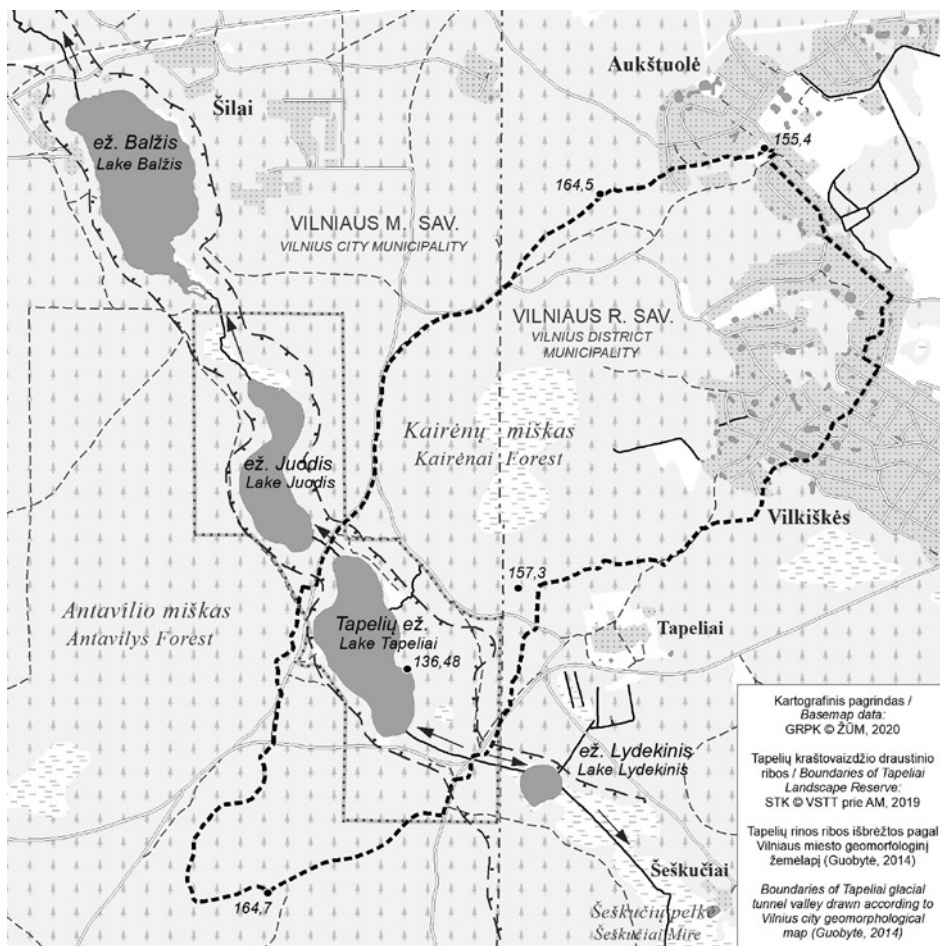 Aukštuolė
Šilai
ež. Balžis
Lake Balžis
155,4
164,5
VILNIAUS M. SAV.
VILNIUS CITY MUNICIPALITY
VILNIAUS R. SAV.
VILNIUS DISTRICT
MUNICIPALITY
Kairėnų miškas
Kairėnai Forest
ež. Juodis
Lake Juodis
Vilkiškės
157,3
Antavilio miškas
Antavilys Forest
Tapelių ež.
Lake Tapeliai
136,48
Tapeliai
ež. Lydekinis
Lake Lydekinis
Šeškučiai
Šeškučių pelkė
Šeškučiai Mire
164,7
Kartografinis pagrindas /
Basemap data:
GRPK © ŽŪM, 2020
Tapelių kraštovaizdžio draustinio
ribos / Boundaries of Tapeliai
Landscape Reserve:
STK © VSTT prie AM, 2019
Tapelių rinos ribos išbrėžtos pagal
Vilniaus miesto geomorfologinį
žemėlapį (Guobytė, 2014)
Boundaries of Tapeliai glacial
tunnel valley drawn according to
Vilnius city geomorphological
map (Guobytė, 2014)